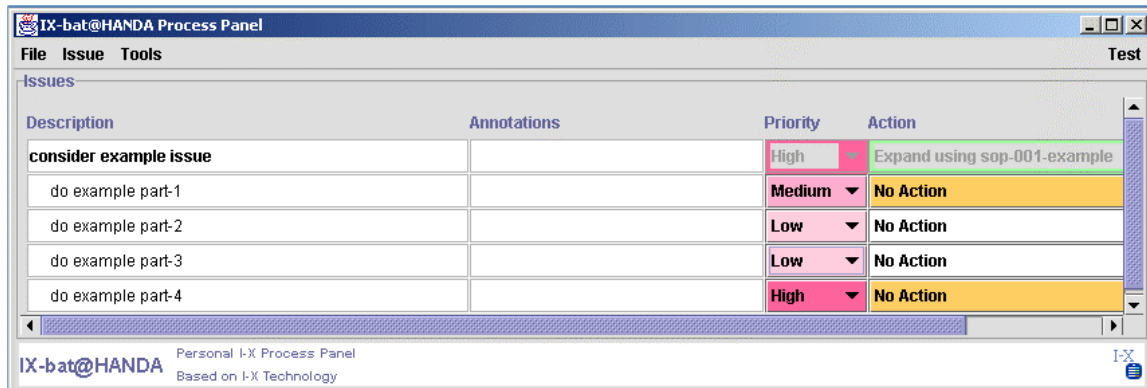 IX-bat@HANDA Process Panel
File Issue Tools Test
Issues
Description Annotations Priority Action
consider example issue High Expand using sop-001-example
do example part-1 Medium No Action
do example part-2 Low No Action
do example part-3 Low No Action
do example part-4 High No Action
IX-bat@HANDA Personal I-X Process Panel I-X
Based on I-X Technology